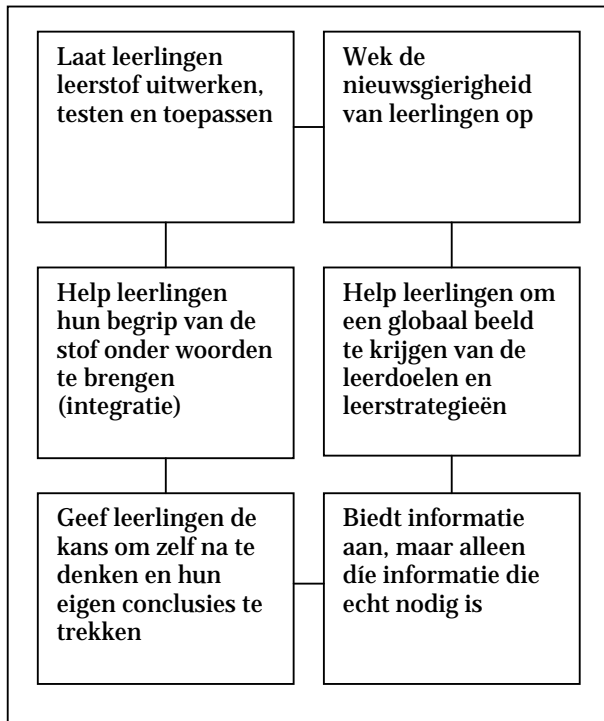 Laat leerlingen
leerstof uitwerken,
testen en toepassen
Wek de
nieuwsgierigheid
van leerlingen op
Help leerlingen
hun begrip van de
stof onder woorden
te brengen
(integratie)
Help leerlingen om
een globaal beeld
te krijgen van de
leerdoelen en
leerstrategieën
Geef leerlingen de
kans om zelf na te
denken en hun
eigen conclusies te
trekken
Biedt informatie
aan, maar alleen
díe informatie die
echt nodig is